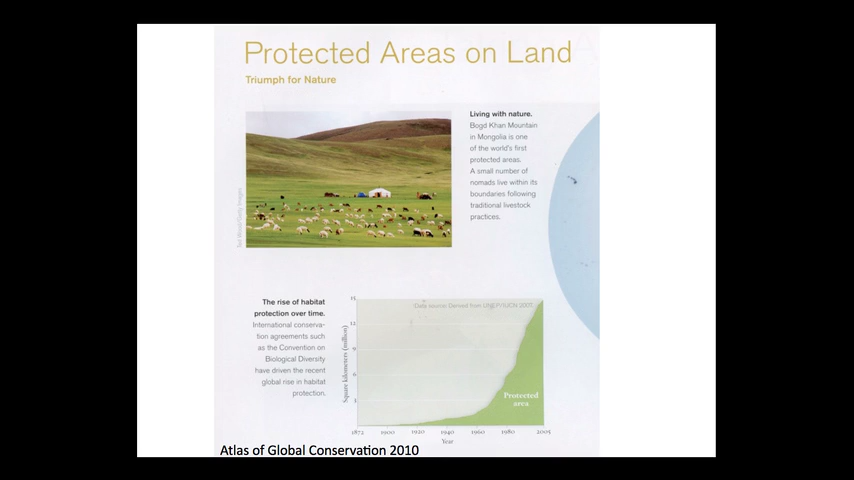 Protected Areas on Land
Triumph for Nature
Living with nature.
Bogd Khan Mountain
in Mongolia is one
of the world's first
protected areas.
A small number of
nomads live within its
boundaries following
traditional livestock
practices.
The rise of habitat
protection over time.
International conserva-
tion agreements such
as the Convention on
Biological Diversity
have driven the recent
global rise in habitat
protection.
Data source: Derived from UNEP/IUCN 2007.
Square kilometers (million)
15
12
9
6
3
Protected
area
1872 1900 1920 1940 1960 1980 2005
Year
Atlas of Global Conservation 2010